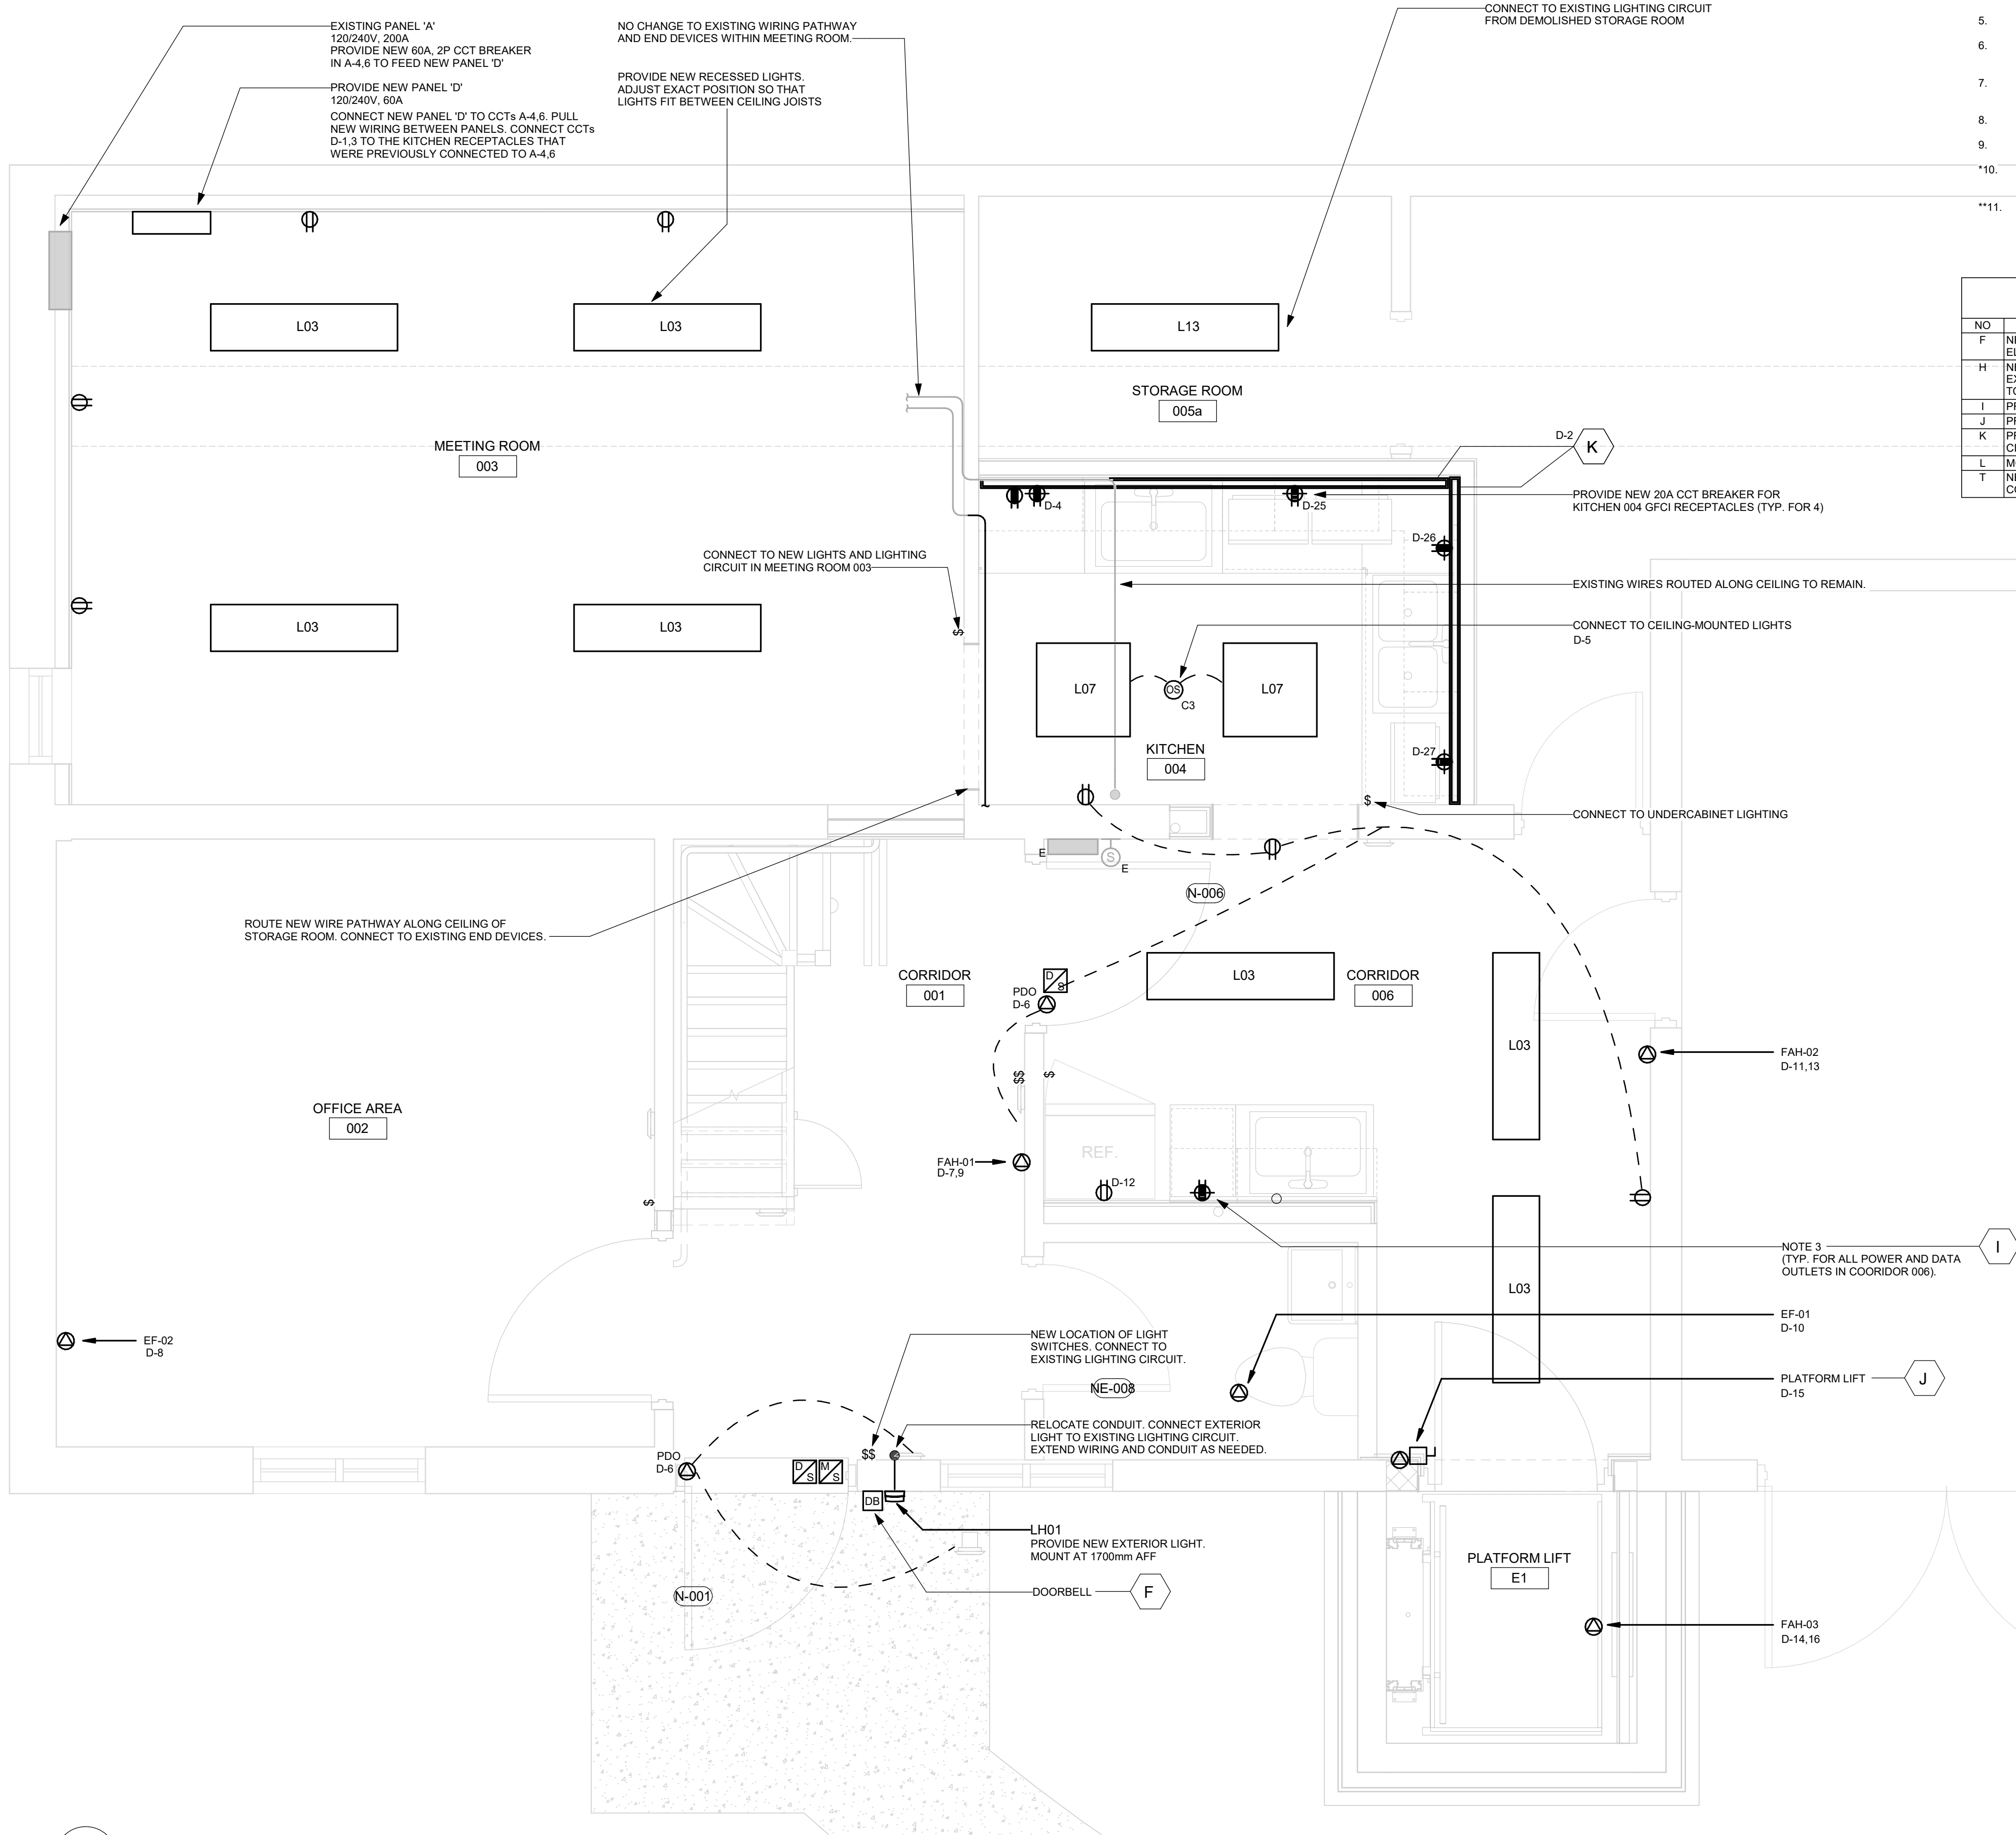 EXISTING PANEL 'A'
120/240V, 200A
PROVIDE NEW 60A, 2P CCT BREAKER
IN A-4,6 TO FEED NEW PANEL 'D'
PROVIDE NEW PANEL 'D'
120/240V, 60A
CONNECT NEW PANEL 'D' TO CCTs A-4,6. PULL
NEW WIRING BETWEEN PANELS. CONNECT CCTs
D-1,3 TO THE KITCHEN RECEPTACLES THAT
WERE PREVIOUSLY CONNECTED TO A-4,6
NO CHANGE TO EXISTING WIRING PATHWAY
AND END DEVICES WITHIN MEETING ROOM.
PROVIDE NEW RECESSED LIGHTS.
ADJUST EXACT POSITION SO THAT
LIGHTS FIT BETWEEN CEILING JOISTS
CONNECT TO EXISTING LIGHTING CIRCUIT
FROM DEMOLISHED STORAGE ROOM
5.
6.
7.
8.
9.
*10.
**11.
NO
F
H
I
J
K
L
T
L03
L03
L13
STORAGE ROOM
005a
MEETING ROOM
003
D-2
K
D-4
D-25
PROVIDE NEW 20A CCT BREAKER FOR
KITCHEN 004 GFCI RECEPTACLES (TYP. FOR 4)
D-26
CONNECT TO NEW LIGHTS AND LIGHTING
CIRCUIT IN MEETING ROOM 003
EXISTING WIRES ROUTED ALONG CEILING TO REMAIN.
L03
L03
$
CONNECT TO CEILING-MOUNTED LIGHTS
D-5
L07
OS
C3
L07
KITCHEN
004
D-27
$
CONNECT TO UNDERCABINET LIGHTING
E
S
E
N-006
ROUTE NEW WIRE PATHWAY ALONG CEILING OF
STORAGE ROOM. CONNECT TO EXISTING END DEVICES.
CORRIDOR
001
D
S
PDO
D-6
L03
CORRIDOR
006
L03
FAH-02
D-11,13
$$
$
OFFICE AREA
002
FAH-01
D-7,9
REF.
D-12
$
NOTE 3
(TYP. FOR ALL POWER AND DATA
OUTLETS IN COORIDOR 006).
I
L03
EF-01
D-10
EF-02
D-8
NEW LOCATION OF LIGHT
SWITCHES. CONNECT TO
EXISTING LIGHTING CIRCUIT.
NE-008
PLATFORM LIFT
D-15
J
RELOCATE CONDUIT. CONNECT EXTERIOR
LIGHT TO EXISTING LIGHTING CIRCUIT.
EXTEND WIRING AND CONDUIT AS NEEDED.
PDO
D-6
$$
D
S
M
S
DB
LH01
PROVIDE NEW EXTERIOR LIGHT.
MOUNT AT 1700mm AFF
DOORBELL
F
N-001
PLATFORM LIFT
E1
FAH-03
D-14,16